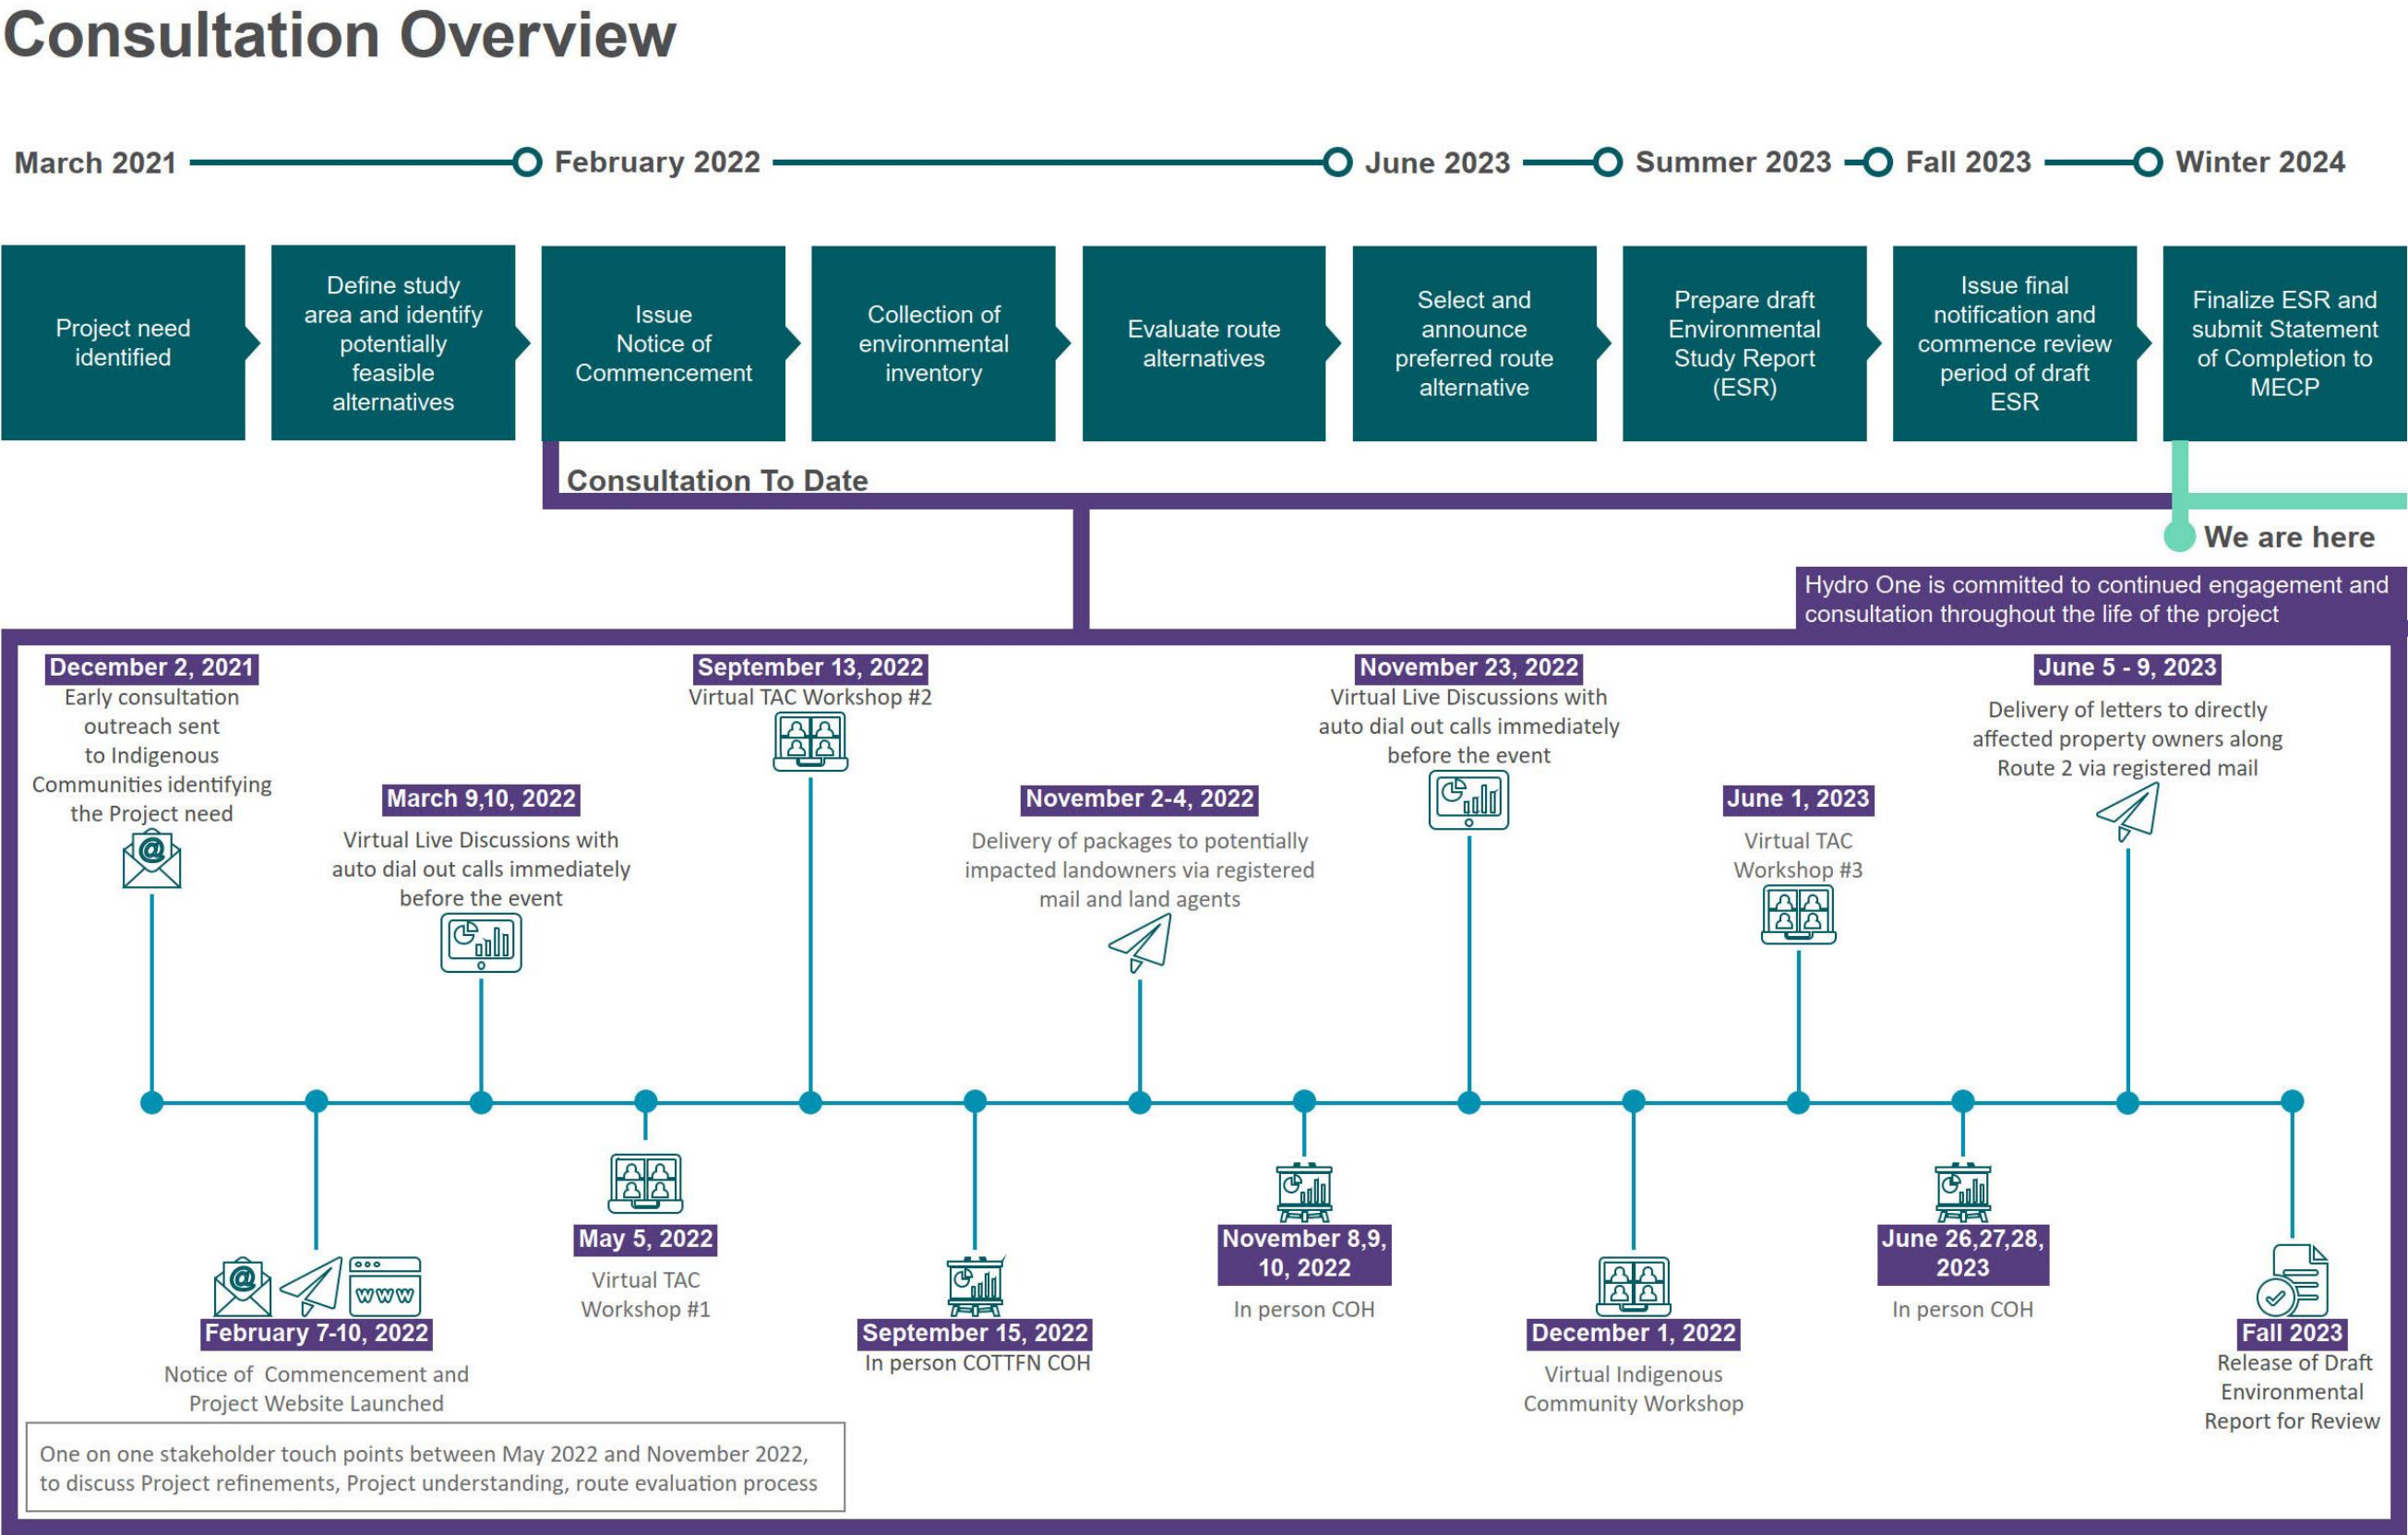 Consultation Overview
March 2021
February 2022
June 2023
Summer 2023
Fall 2023
Winter 2024
Project need
identified
Define study
area and identify
potentially
feasible
alternatives
Issue
Notice of
Commencement
Collection of
environmental
inventory
Evaluate route
alternatives
Select and
announce
preferred route
alternative
Prepare draft
Environmental
Study Report
(ESR)
Issue final
notification and
commence review
period of draft
ESR
Finalize ESR and
submit Statement
of Completion to
MECP
Consultation To Date
We are here
Hydro One is committed to continued engagement and
consultation throughout the life of the project
December 2, 2021
Early consultation
outreach sent
to Indigenous
Communities identifying
the Project need
@
@
www
February 7-10, 2022
Notice of Commencement and
Project Website Launched
March 9,10, 2022
Virtual Live Discussions with
auto dial out calls immediately
before the event
May 5, 2022
Virtual TAC
Workshop #1
September 13, 2022
Virtual TAC Workshop #2
September 15, 2022
In person COTTFN COH
November 2-4, 2022
Delivery of packages to potentially
impacted landowners via registered
mail and land agents
November 8,9,
10, 2022
In person COH
November 23, 2022
Virtual Live Discussions with
auto dial out calls immediately
before the event
December 1, 2022
Virtual Indigenous
Community Workshop
June 1, 2023
Virtual TAC
Workshop #3
June 26,27,28,
2023
In person COH
June 5 - 9, 2023
Delivery of letters to directly
affected property owners along
Route 2 via registered mail
Fall 2023
Release of Draft
Environmental
Report for Review
One on one stakeholder touch points between May 2022 and November 2022,
to discuss Project refinements, Project understanding, route evaluation process